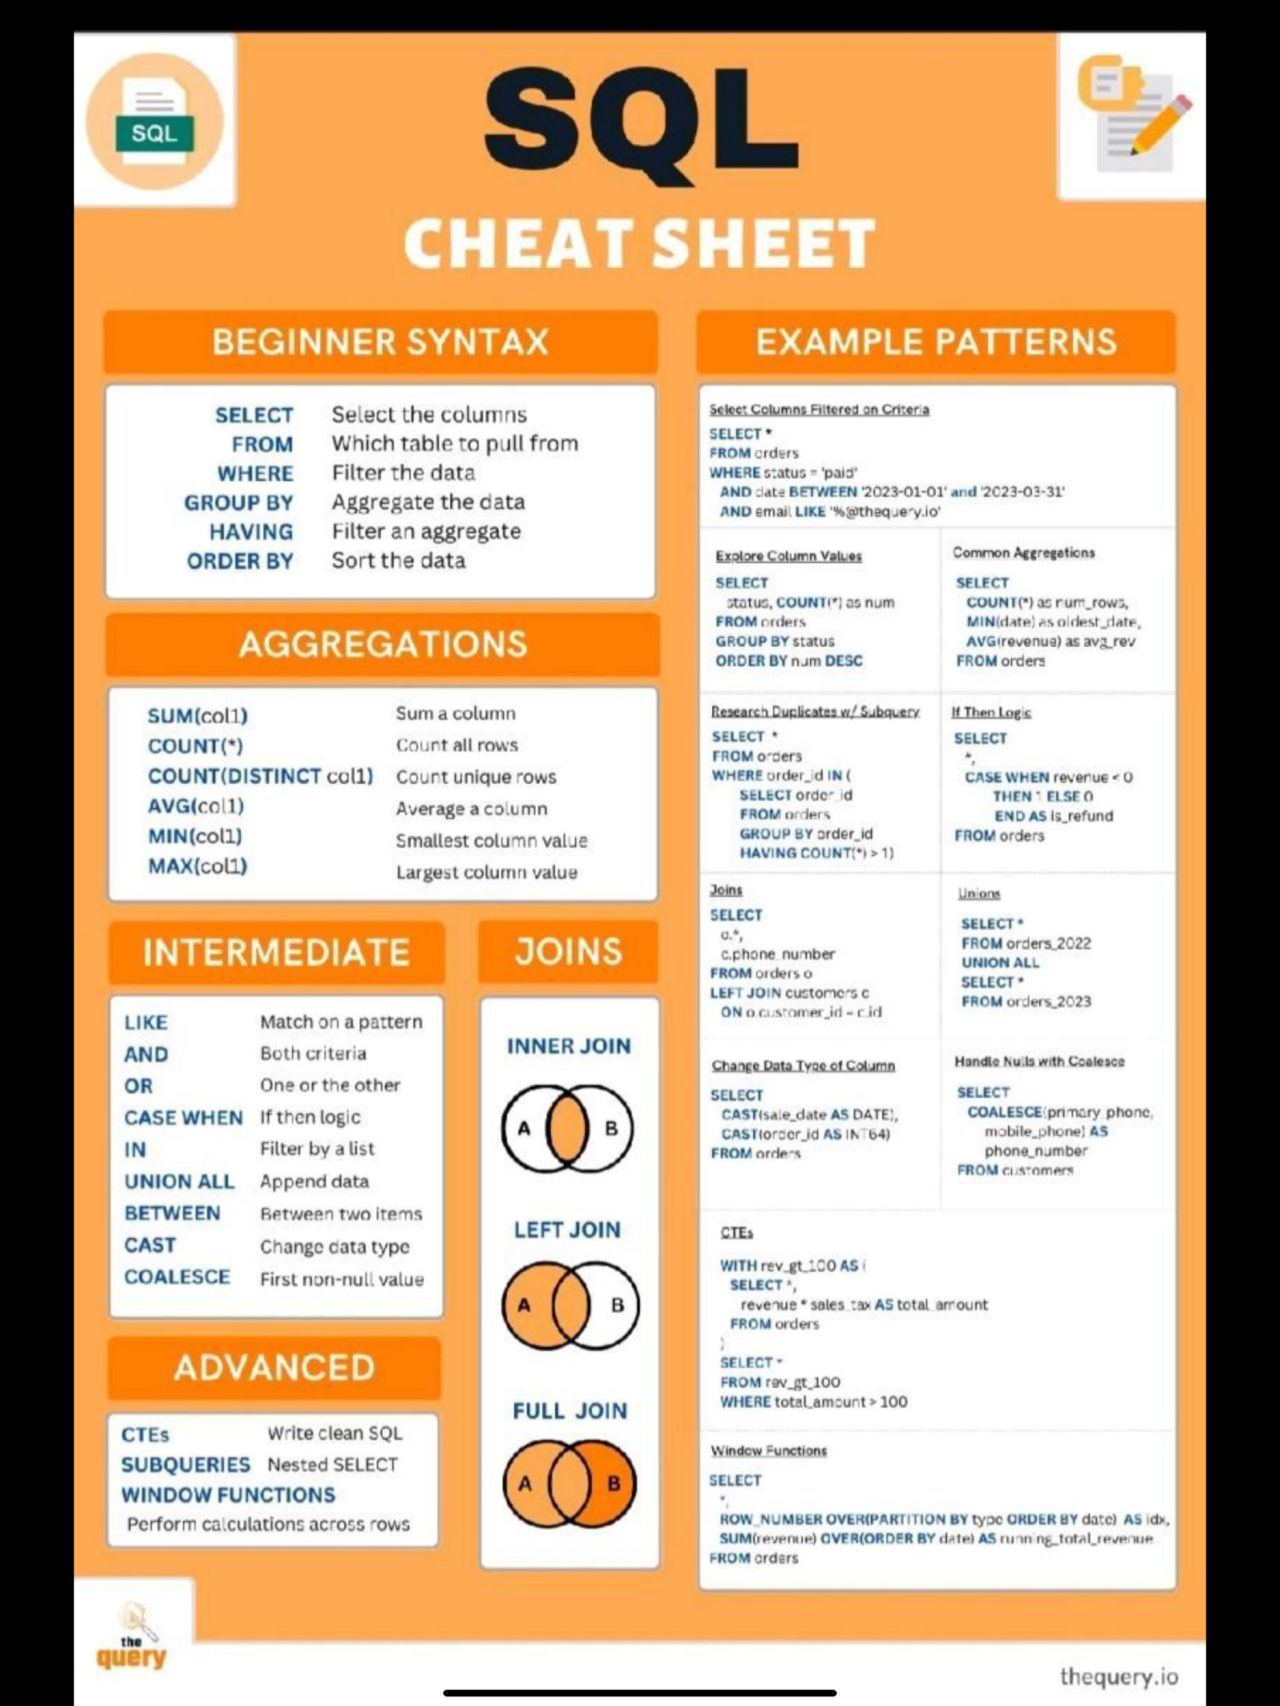 SQL
SQL
CHEAT SHEET
BEGINNER SYNTAX
SELECT Select the columns
FROM Which table to pull from
WHERE Filter the data
GROUP BY Aggregate the data
HAVING Filter an aggregate
ORDER BY Sort the data
AGGREGATIONS
SUM(col1) Sum a column
COUNT(*) Count all rows
COUNT(DISTINCT col1) Count unique rows
AVG(col1) Average a column
MIN(col1) Smallest column value
MAX(col1) Largest column value
INTERMEDIATE
LIKE Match on a pattern
AND Both criteria
OR One or the other
CASE WHEN If then logic
IN Filter by a list
UNION ALL Append data
BETWEEN Between two items
CAST Change data type
COALESCE First non-null value
ADVANCED
CTEs Write clean SQL
SUBQUERIES Nested SELECT
WINDOW FUNCTIONS
Perform calculations across rows
JOINS
INNER JOIN
A B
LEFT JOIN
A B
FULL JOIN
A B
EXAMPLE PATTERNS
Select Columns Filtered on Criteria
SELECT *
FROM orders
WHERE status = 'paid'
AND date BETWEEN '2023-01-01' and '2023-03-31'
AND email LIKE '%@thequery.io'
Explore Column Values
SELECT
status, COUNT(*) as num
FROM orders
GROUP BY status
ORDER BY num DESC
Common Aggregations
SELECT
COUNT(*) as num_rows,
MIN(date) as oldest_date,
AVG(revenue) as avg_rev
FROM orders
Research Duplicates w/ Subquery
SELECT *
FROM orders
WHERE order_id IN (
SELECT order_id
FROM orders
GROUP BY order_id
HAVING COUNT(*) > 1)
If Then Logic
SELECT
*,
CASE WHEN revenue < 0
THEN 1 ELSE 0
END AS is_refund
FROM orders
Joins
SELECT
o.*,
c.phone_number
FROM orders o
LEFT JOIN customers c
ON o.customer_id = c.id
Unions
SELECT *
FROM orders_2022
UNION ALL
SELECT *
FROM orders_2023
Change Data Type of Column
SELECT
CAST(sale_date AS DATE),
CAST(order_id AS INT64)
FROM orders
Handle Nulls with Coalesce
SELECT
COALESCE(primary_phone,
mobile_phone) AS
phone_number
FROM customers
CTEs
WITH rev_gt_100 AS (
SELECT *,
revenue * sales_tax AS total_amount
FROM orders
)
SELECT *
FROM rev_gt_100
WHERE total_amount > 100
Window Functions
SELECT
*,
ROW_NUMBER OVER(PARTITION BY type ORDER BY date) AS idx,
SUM(revenue) OVER(ORDER BY date) AS running_total_revenue
FROM orders
the
query
thequery.io